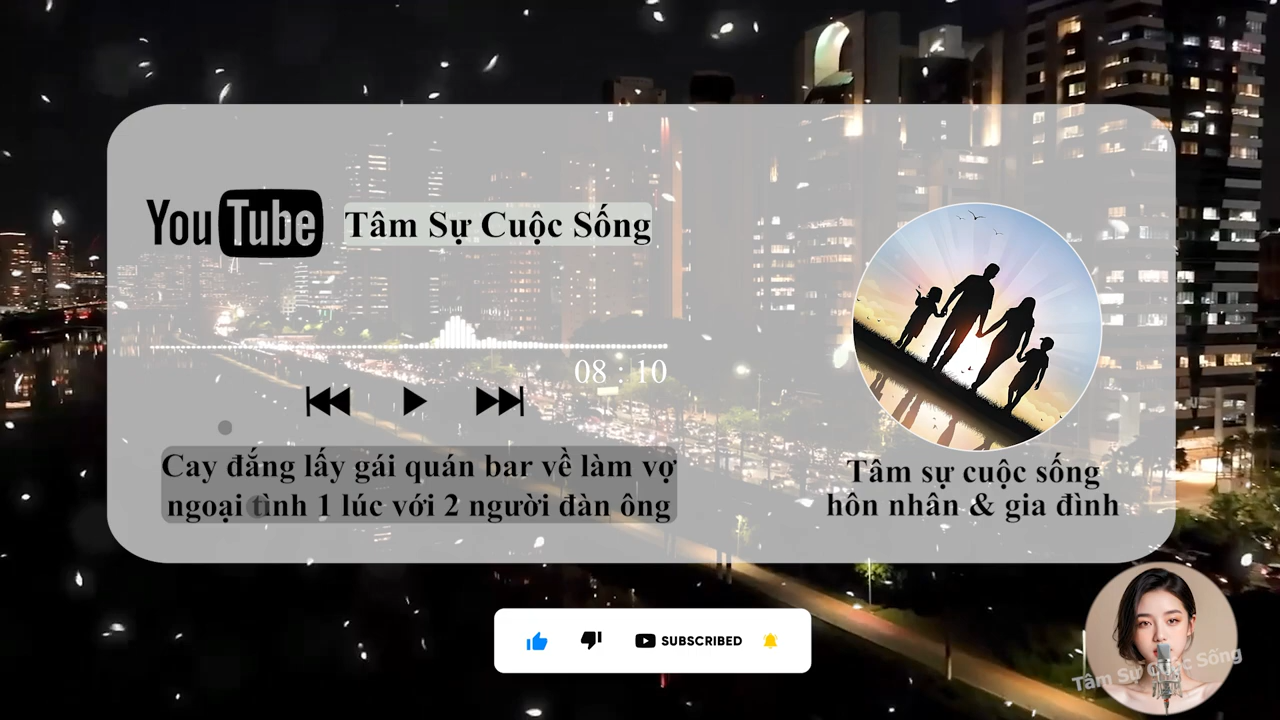 YouTube
Tâm Sự Cuộc Sống
08 : 10
Cay đắng lấy gái quán bar về làm vợ
ngoại tình 1 lúc với 2 người đàn ông
Tâm sự cuộc sống
hôn nhân & gia đình
SUBSCRIBED
Tâm Sự Cuộc Sống